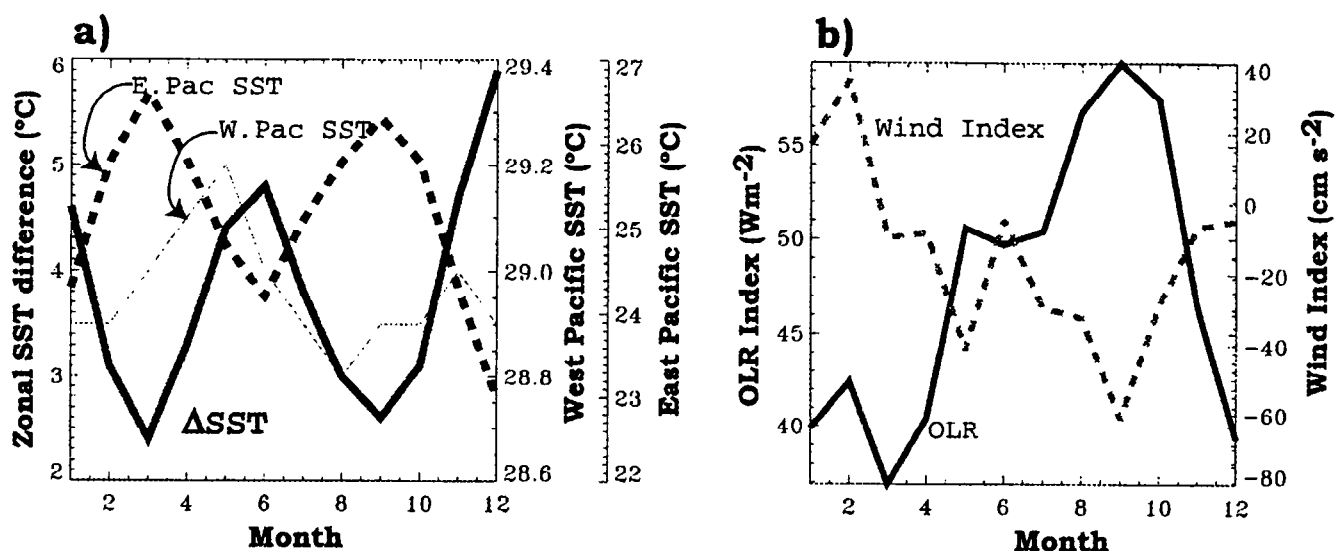 a)
E.Pac SST
W.Pac SST
ΔSST
Zonal SST difference (°C)
6
5
4
3
2
2 4 6 8 10 12
Month
29.4
29.2
29.0
28.8
28.6
West Pacific SST (°C)
27
26
25
24
23
22
East Pacific SST (°C)
b)
Wind Index
OLR
OLR Index (Wm-2)
55
50
45
40
2 4 6 8 10 12
Month
40
20
0
-20
-40
-60
-80
Wind Index (cm s-2)